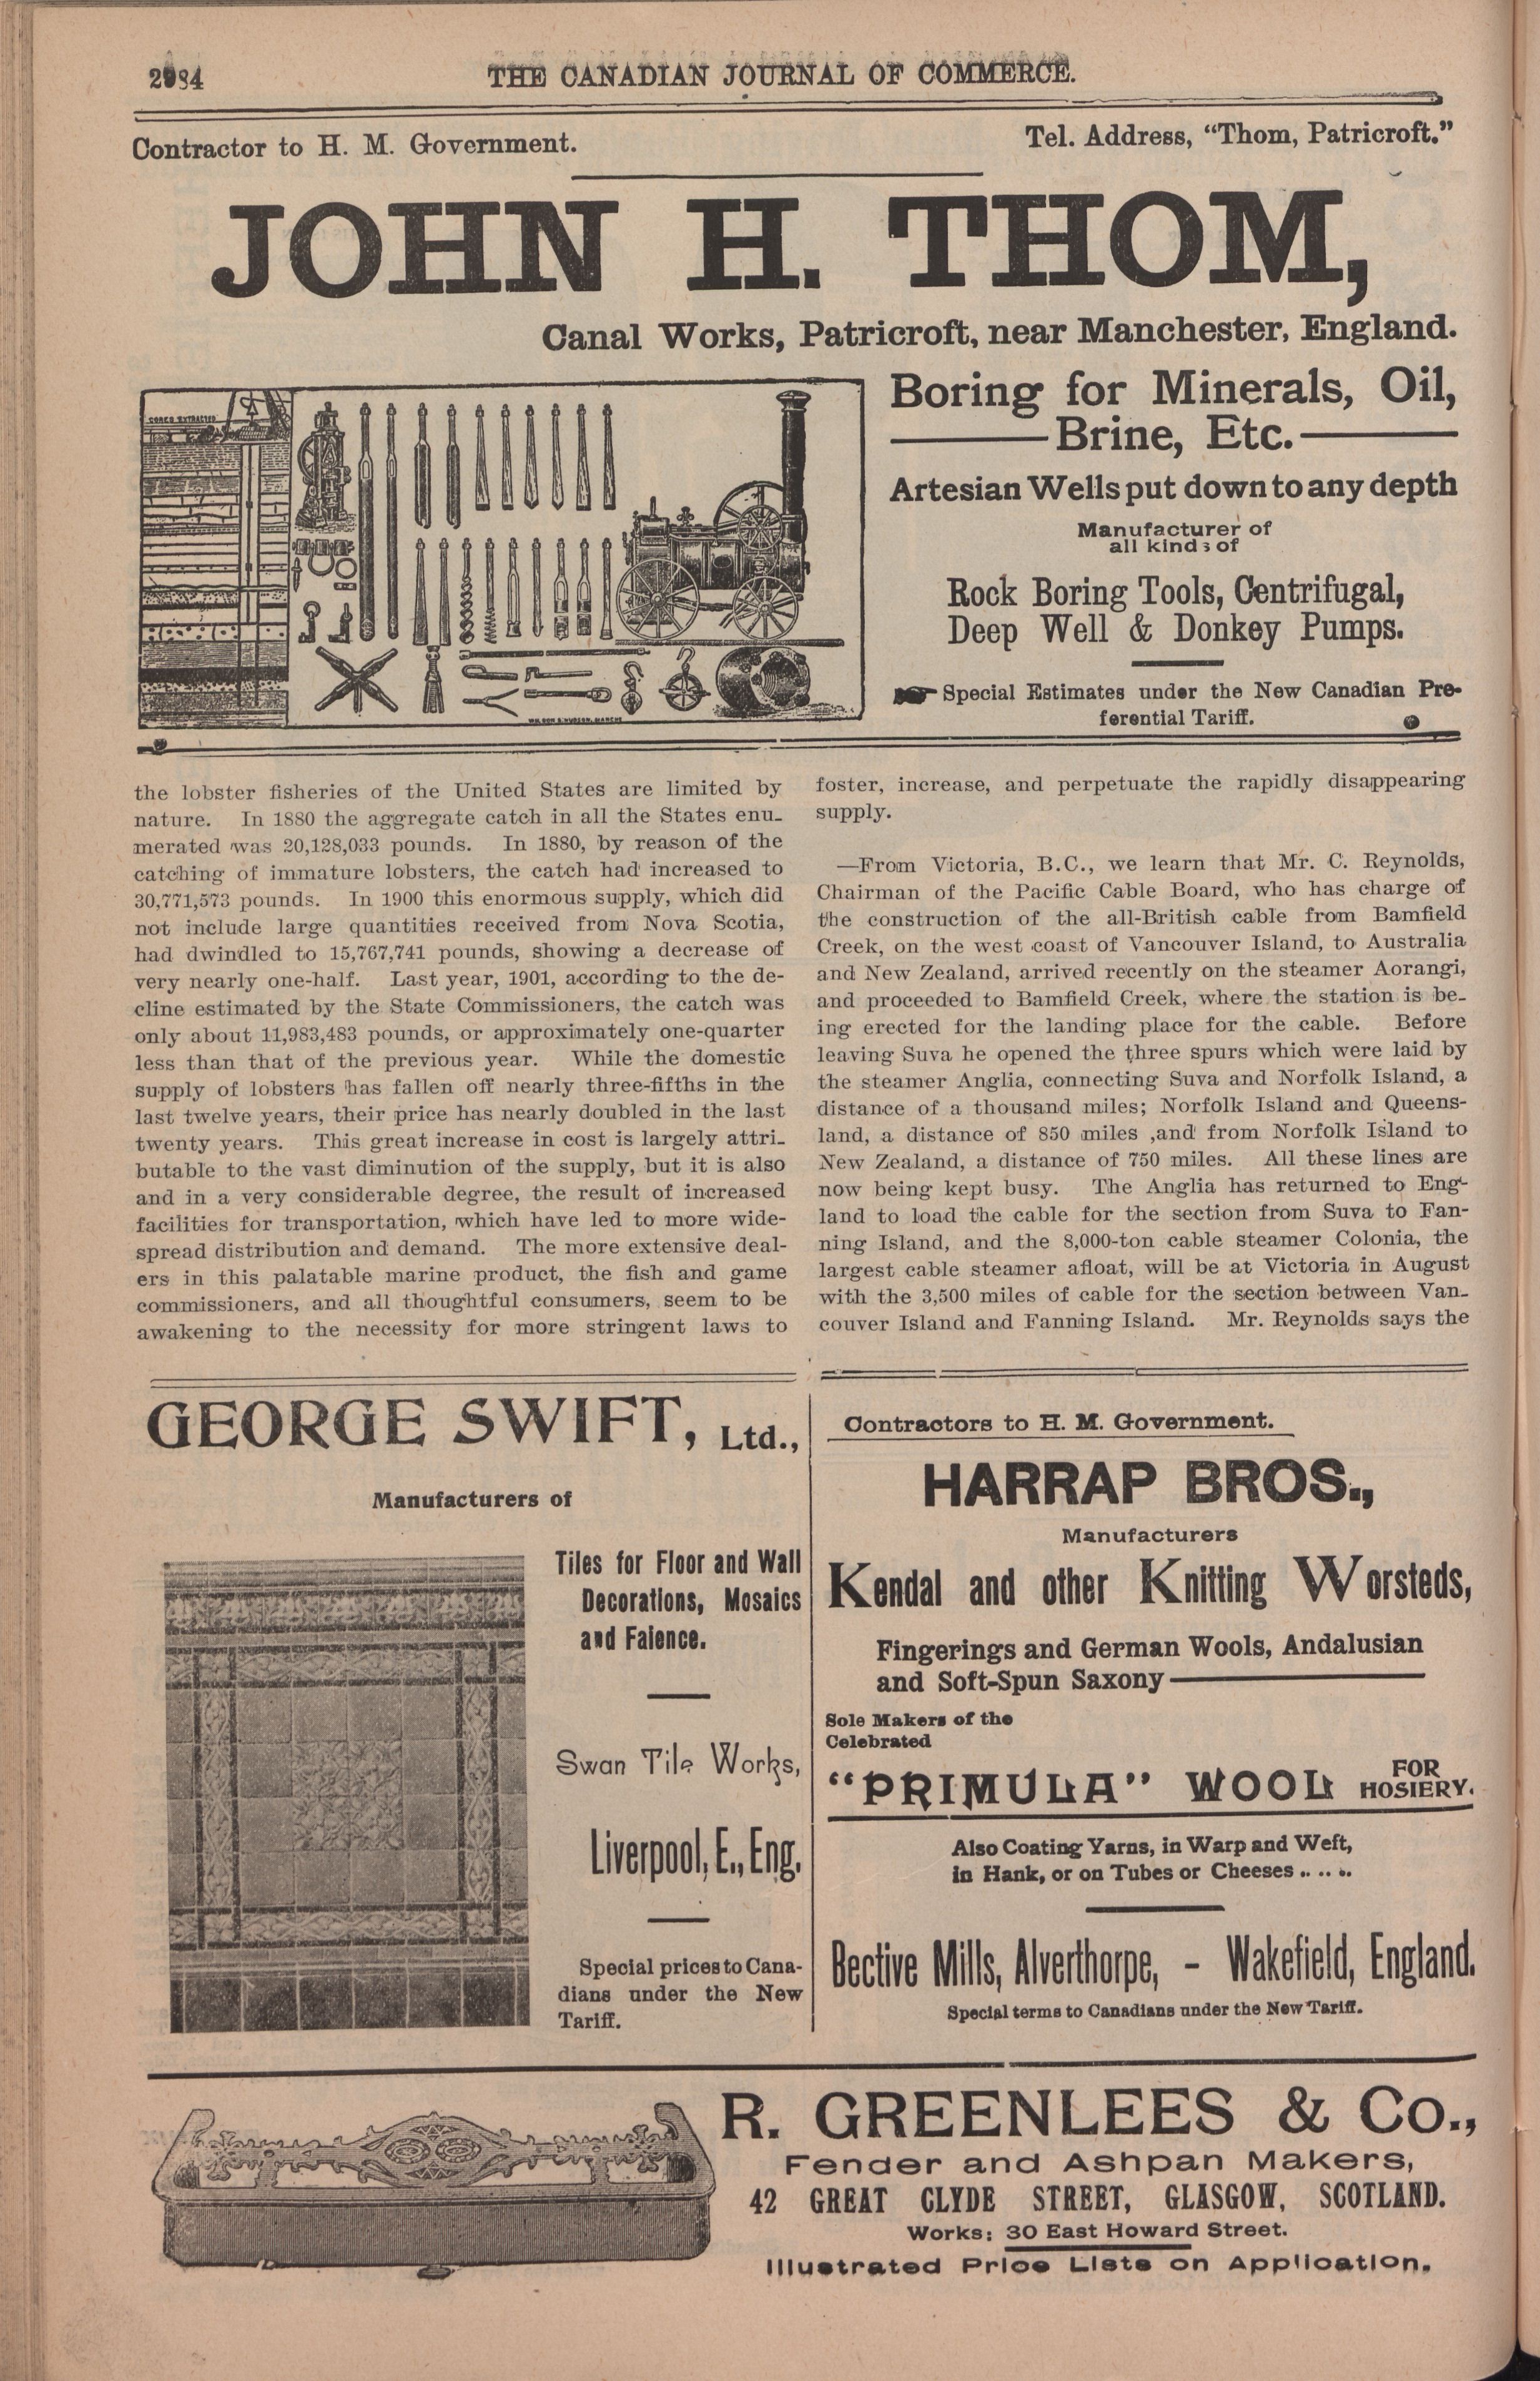 THE CANADIAN JOURNAL OF COMMERCE.
Contractor to H. M. Government.
Tel. Address, "Thom, Patricroft."
JOHN H. THOM,
Canal Works, Patricroft, near Manchester, England.
Boring for Minerals, Oil,
Brine, Etc.
Artesian Wells put down to any depth
Manufacturer of
all kinds of
Rock Boring Tools, Centrifugal,
Deep Well & Donkey Pumps.
Special Estimates under the New Canadian Pre-
ferential Tariff.
the lobster fisheries of the United States are limited by
nature. In 1880 the aggregate catch in all the States enu-
merated was 20,128,033 pounds. In 1880, by reason of the
catching of immature lobsters, the catch had increased to
30,771,573 pounds. In 1900 this enormous supply, which did
not include large quantities received from Nova Scotia,
had dwindled to 15,767,741 pounds, showing a decrease of
very nearly one-half. Last year, 1901, according to the de-
cline estimated by the State Commissioners, the catch was
only about 11,983,483 pounds, or approximately one-quarter
less than that of the previous year. While the domestic
supply of lobsters has fallen off nearly three-fifths in the
last twelve years, their price has nearly doubled in the last
twenty years. This great increase in cost is largely attri-
butable to the vast diminution of the supply, but it is also
and in a very considerable degree, the result of increased
facilities for transportation, which have led to more wide-
spread distribution and demand. The more extensive deal-
ers in this palatable marine product, the fish and game
commissioners, and all thoughtful consumers, seem to be
awakening to the necessity for more stringent laws to
foster, increase, and perpetuate the rapidly disappearing
supply.
—From Victoria, B.C., we learn that Mr. C. Reynolds,
Chairman of the Pacific Cable Board, who has charge of
the construction of the all-British cable from Bamfield
Creek, on the west coast of Vancouver Island, to Australia
and New Zealand, arrived recently on the steamer Aorangi,
and proceeded to Bamfield Creek, where the station is be-
ing erected for the landing place for the cable. Before
leaving Suva he opened the three spurs which were laid by
the steamer Anglia, connecting Suva and Norfolk Island, a
distance of a thousand miles; Norfolk Island and Queens-
land, a distance of 850 miles ,and from Norfolk Island to
New Zealand, a distance of 750 miles. All these lines are
now being kept busy. The Anglia has returned to Eng-
land to load the cable for the section from Suva to Fan-
ning Island, and the 8,000-ton cable steamer Colonia, the
largest cable steamer afloat, will be at Victoria in August
with the 3,500 miles of cable for the section between Van-
couver Island and Fanning Island. Mr. Reynolds says the
GEORGE SWIFT, Ltd.,
Manufacturers of
Tiles for Floor and Wall
Decorations, Mosaics
and Faience.
Swan Tile Works,
Liverpool, E., Eng.
Special prices to Cana-
dians under the New
Tariff.
Contractors to H. M. Government.
HARRAP BROS.,
Manufacturers
Kendal and other Knitting Worsteds,
Fingerings and German Wools, Andalusian
and Soft-Spun Saxony
Sole Makers of the
Celebrated
"PRIMULA" WOOL FOR
HOSIERY.
Also Coating Yarns, in Warp and Weft,
in Hank, or on Tubes or Cheeses .. .. ..
Bective Mills, Alverthorpe, - Wakefield, England.
Special terms to Canadians under the New Tariff.
R. GREENLEES & Co.,
Fender and Ashpan Makers,
42 GREAT CLYDE STREET, GLASGOW, SCOTLAND.
Works: 30 East Howard Street.
Illustrated Price Lists on Application.